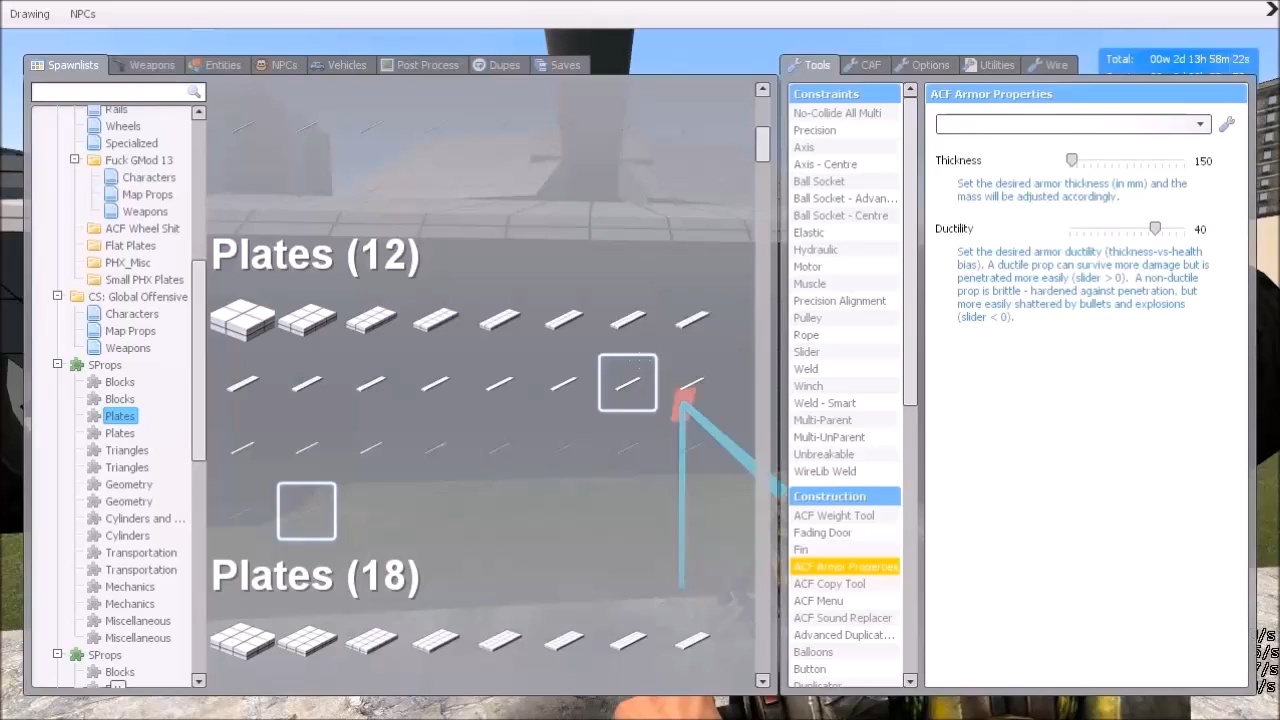 Drawing NPCs
Spawnlists Weapons Entities NPCs Vehicles Post Process Dupes Saves
Tools CAF Options Utilities Wire
Total: 00w 2d 13h 58m 22s
Rails
Wheels
Specialized
Fuck GMod 13
Characters
Map Props
Weapons
ACF Wheel Shit
Flat Plates
PHX_Misc
Small PHX Plates
CS: Global Offensive
Characters
Map Props
Weapons
SProps
Blocks
Blocks
Plates
Plates
Triangles
Triangles
Geometry
Geometry
Cylinders and ...
Cylinders
Transportation
Transportation
Mechanics
Mechanics
Miscellaneous
Miscellaneous
SProps
Blocks
Plates (12)
Plates (18)
Constraints
No-Collide All Multi
Precision
Axis
Axis - Centre
Ball Socket
Ball Socket - Advan...
Ball Socket - Centre
Elastic
Hydraulic
Motor
Muscle
Precision Alignment
Pulley
Rope
Slider
Weld
Winch
Weld - Smart
Multi-Parent
Multi-UnParent
Unbreakable
WireLib Weld
Construction
ACF Weight Tool
Fading Door
Fin
ACF Armor Properties
ACF Copy Tool
ACF Menu
ACF Sound Replacer
Advanced Duplicat...
Balloons
Button
Duplicator
ACF Armor Properties
Thickness 150
Set the desired armor thickness (in mm) and the
mass will be adjusted accordingly.
Ductility 40
Set the desired armor ductility (thickness-vs-health
bias). A ductile prop can survive more damage but is
penetrated more easily (slider > 0). A non-ductile
prop is brittle - hardened against penetration, but
more easily shattered by bullets and explosions
(slider < 0).